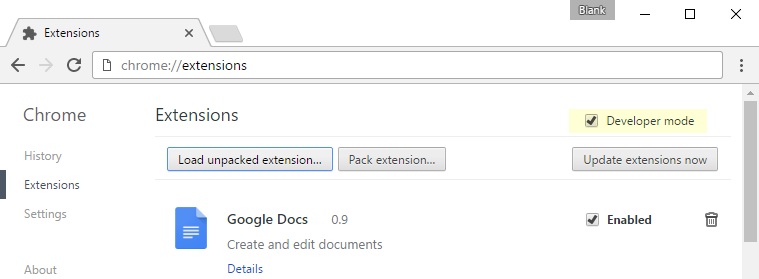 Blank
Extensions
chrome://extensions
Chrome
Extensions
Developer mode
History
Load unpacked extension...
Pack extension...
Update extensions now
Extensions
Settings
Google Docs 0.9
Enabled
Create and edit documents
About
Details